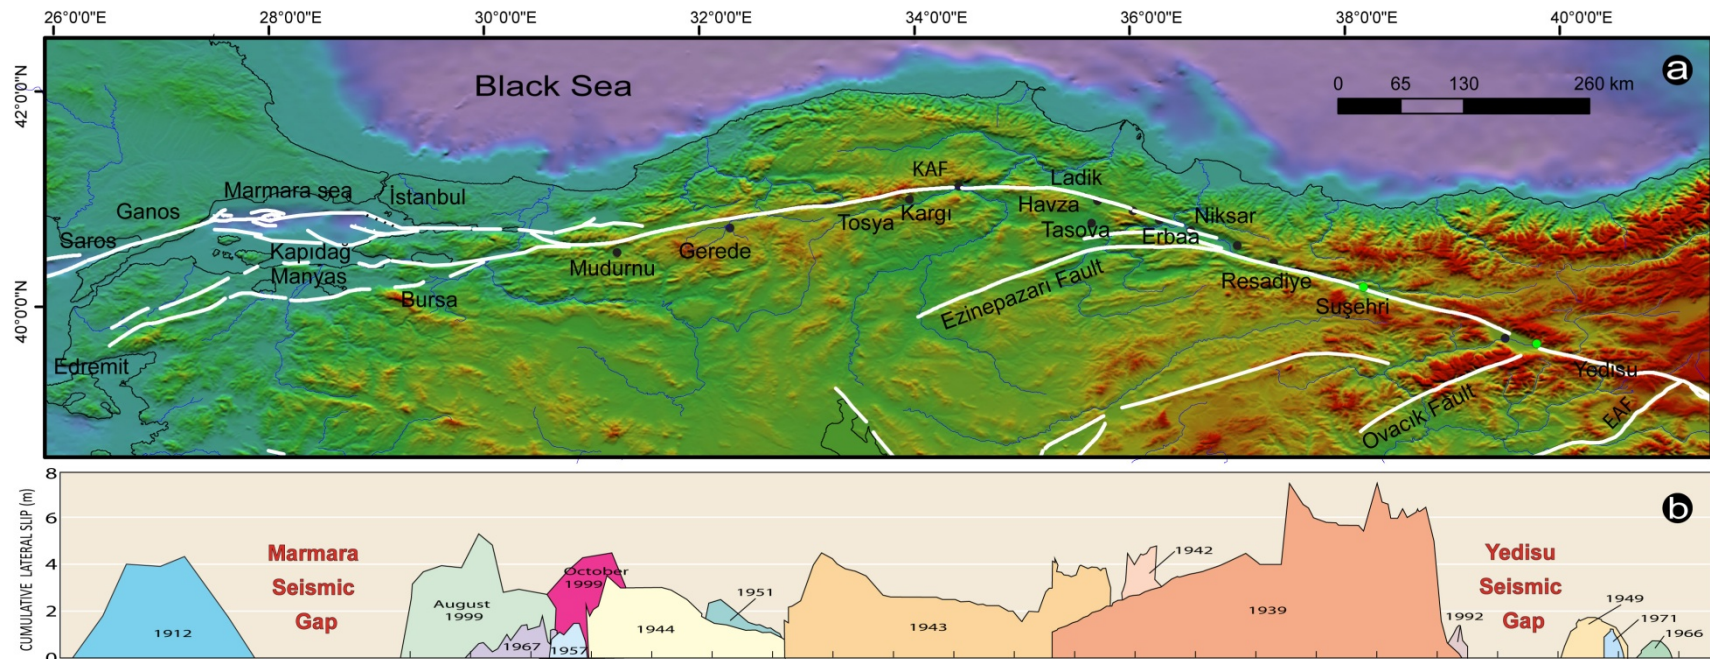 26°0'0"E 28°0'0"E 30°0'0"E 32°0'0"E 34°0'0"E 36°0'0"E 38°0'0"E 40°0'0"E
42°0'0"N
40°0'0"N
a
Black Sea
0 65 130 260 km
Marmara sea
İstanbul
Ganos
Saros
Kapıdağ
Manyas
Bursa
Edremit
Mudurnu
Gerede
Tosya
Kargı
KAF
Ladik
Havza
Tasova
Erbaa
Niksar
Resadiye
Suşehri
Ezinepazarı Fault
Ovacık Fault
Yedisu
EAF
b
CUMULATIVE LATERAL SLIP (m)
8
6
4
2
0
1912
Marmara
Seismic
Gap
August
1999
1967
October
1999
1957
1944
1951
1943
1942
1939
1992
Yedisu
Seismic
Gap
1949
1971
1966